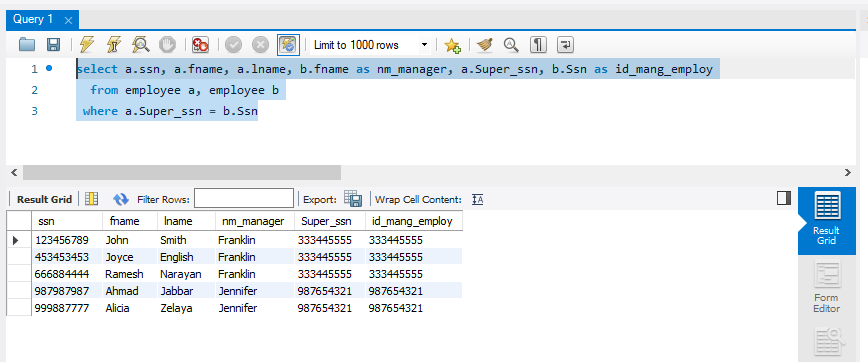 Query 1
Limit to 1000 rows
1 select a.ssn, a.fname, a.lname, b.fname as nm_manager, a.Super_ssn, b.Ssn as id_mang_employ
2 from employee a, employee b
3 where a.Super_ssn = b.Ssn
Result Grid Filter Rows: Export: Wrap Cell Content:
ssn fname lname nm_manager Super_ssn id_mang_employ
123456789 John Smith Franklin 333445555 333445555
453453453 Joyce English Franklin 333445555 333445555
666884444 Ramesh Narayan Franklin 333445555 333445555
987987987 Ahmad Jabbar Jennifer 987654321 987654321
999887777 Alicia Zelaya Jennifer 987654321 987654321
Result
Grid
Form
Editor